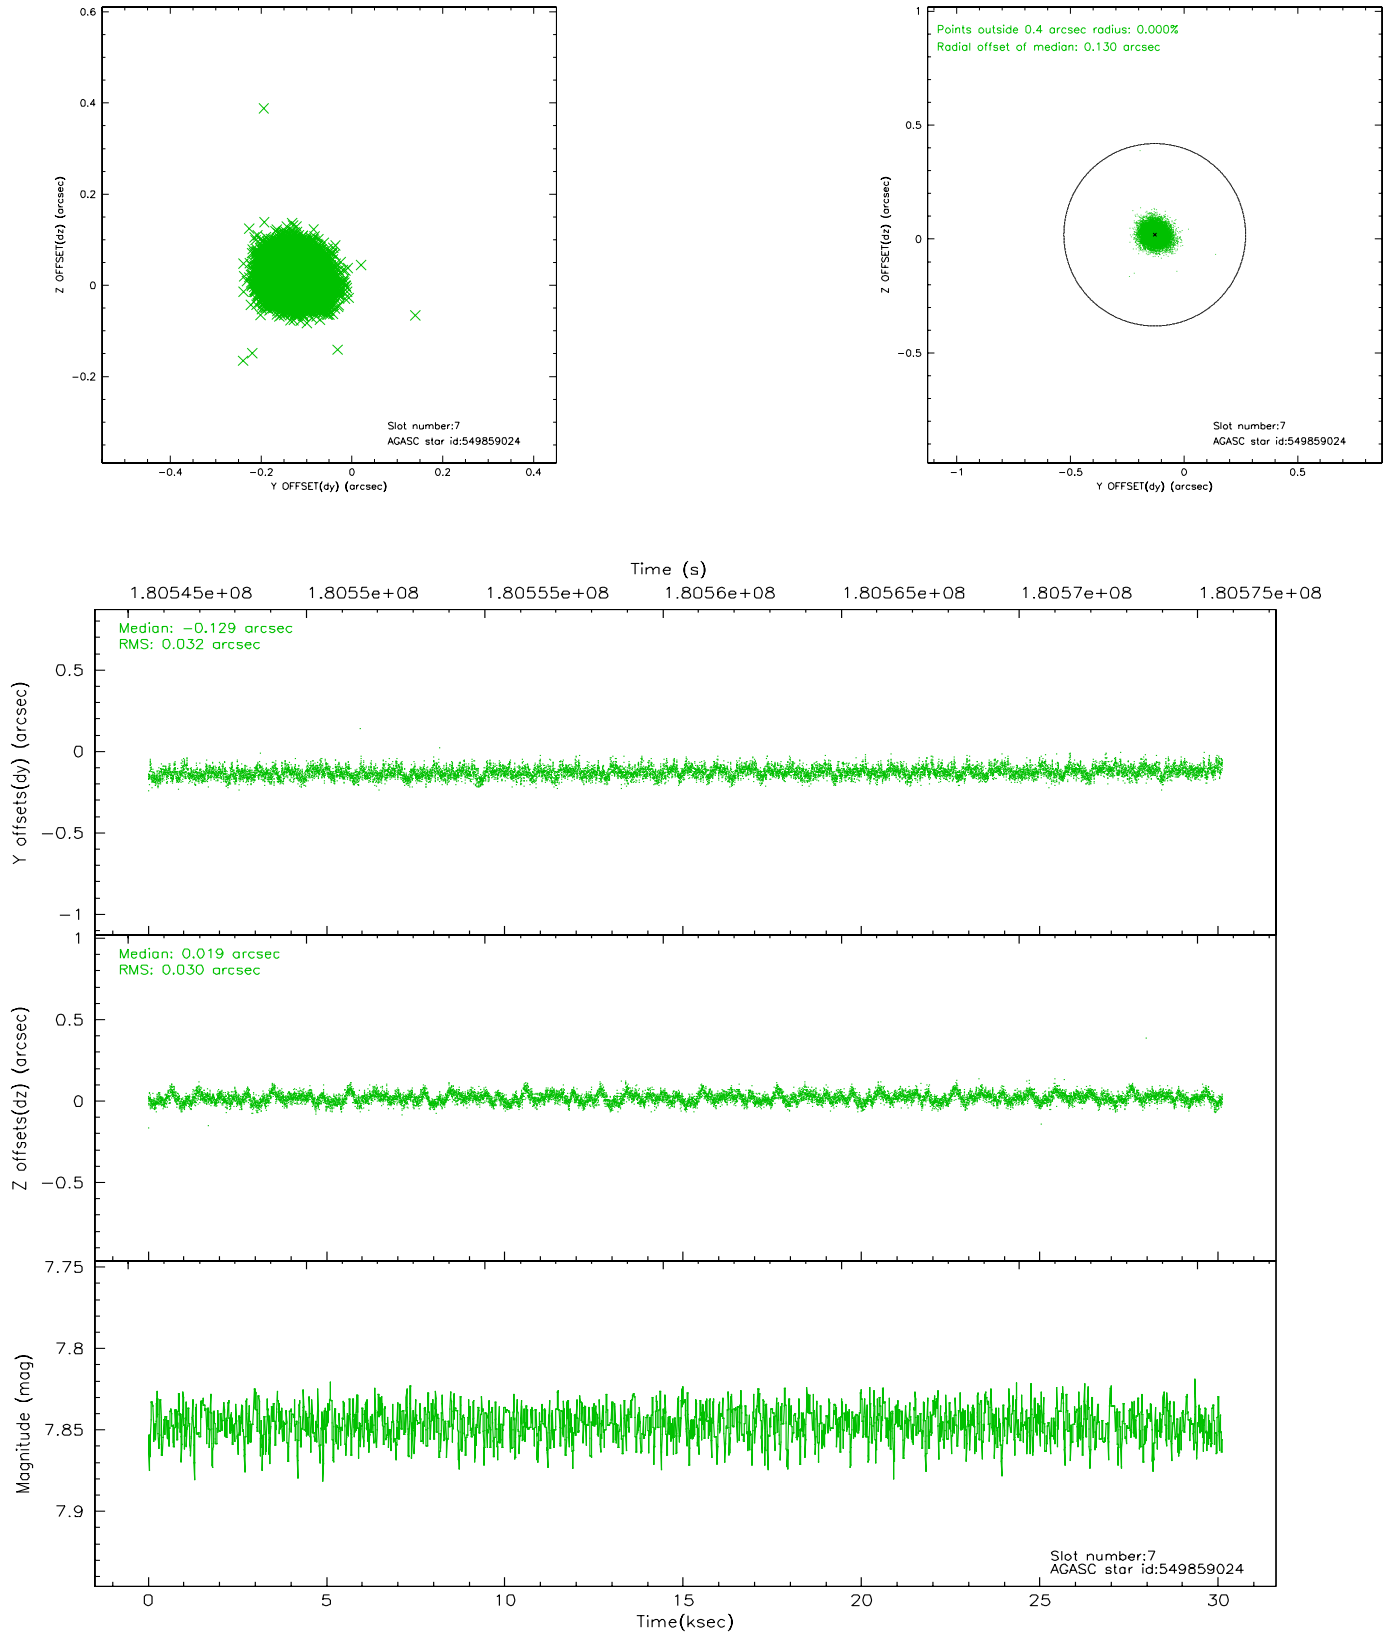 0.6
0.4
0.2
0
−0.2
Z OFFSET(dz) (arcsec)
Slot number:7
AGASC star id:549859024
−0.4 −0.2 0 0.2 0.4
Y OFFSET(dy) (arcsec)
Points outside 0.4 arcsec radius: 0.000%
Radial offset of median: 0.130 arcsec
1
0.5
0
−0.5
Z OFFSET(dz) (arcsec)
Slot number:7
AGASC star id:549859024
−1 −0.5 0 0.5
Y OFFSET(dy) (arcsec)
Time (s)
1.80545e+08 1.8055e+08 1.80555e+08 1.8056e+08 1.80565e+08 1.8057e+08 1.80575e+08
Median: −0.129 arcsec
RMS: 0.032 arcsec
0.5
0
−0.5
−1
Y offsets(dy) (arcsec)
Median: 0.019 arcsec
RMS: 0.030 arcsec
1
0.5
0
−0.5
Z offsets(dz) (arcsec)
7.75
7.8
7.85
7.9
Magnitude (mag)
Slot number:7
AGASC star id:549859024
0 5 10 15 20 25 30
Time(ksec)